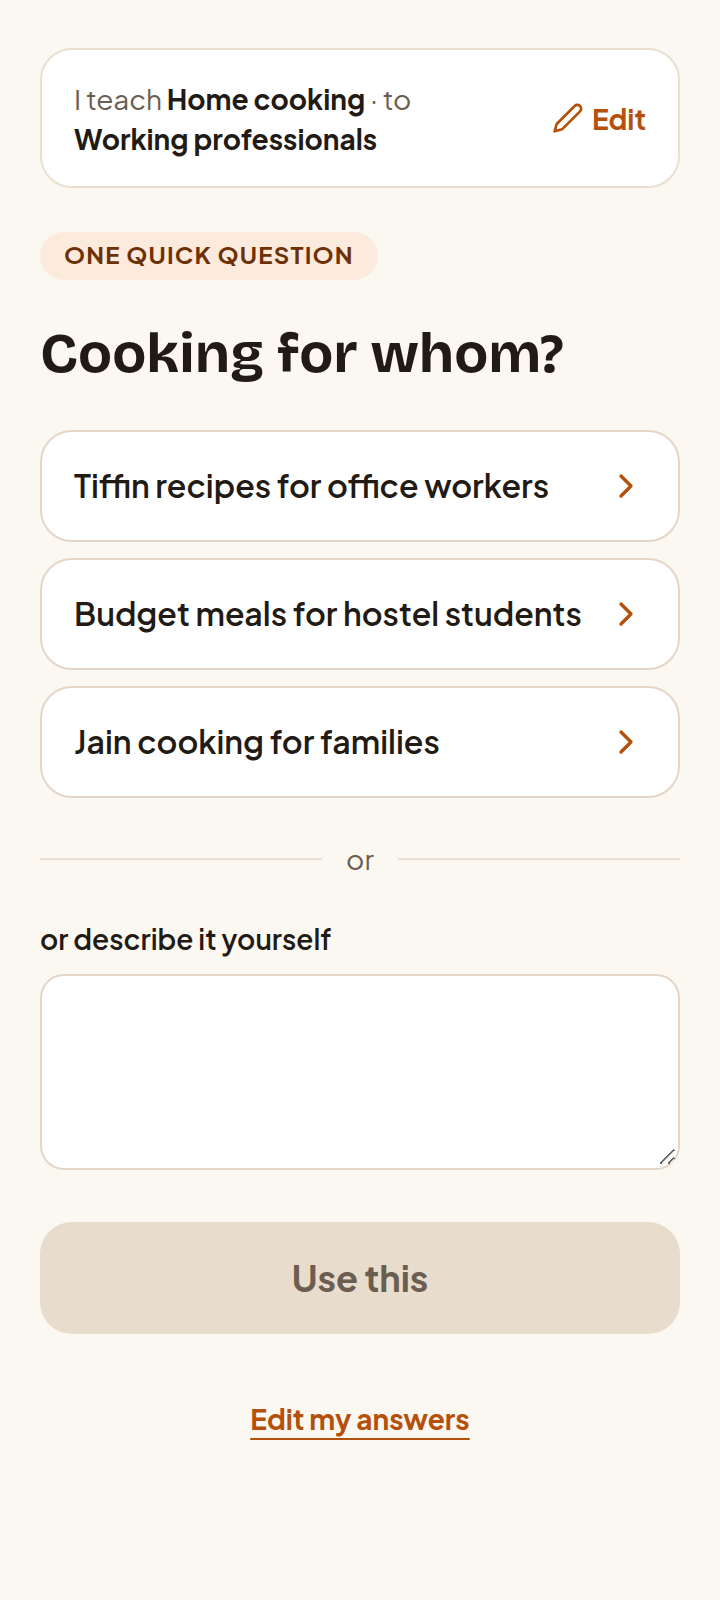 I teach Home cooking · to
Working professionals
Edit
ONE QUICK QUESTION
Cooking for whom?
Tiffin recipes for office workers
Budget meals for hostel students
Jain cooking for families
or
or describe it yourself
Use this
Edit my answers